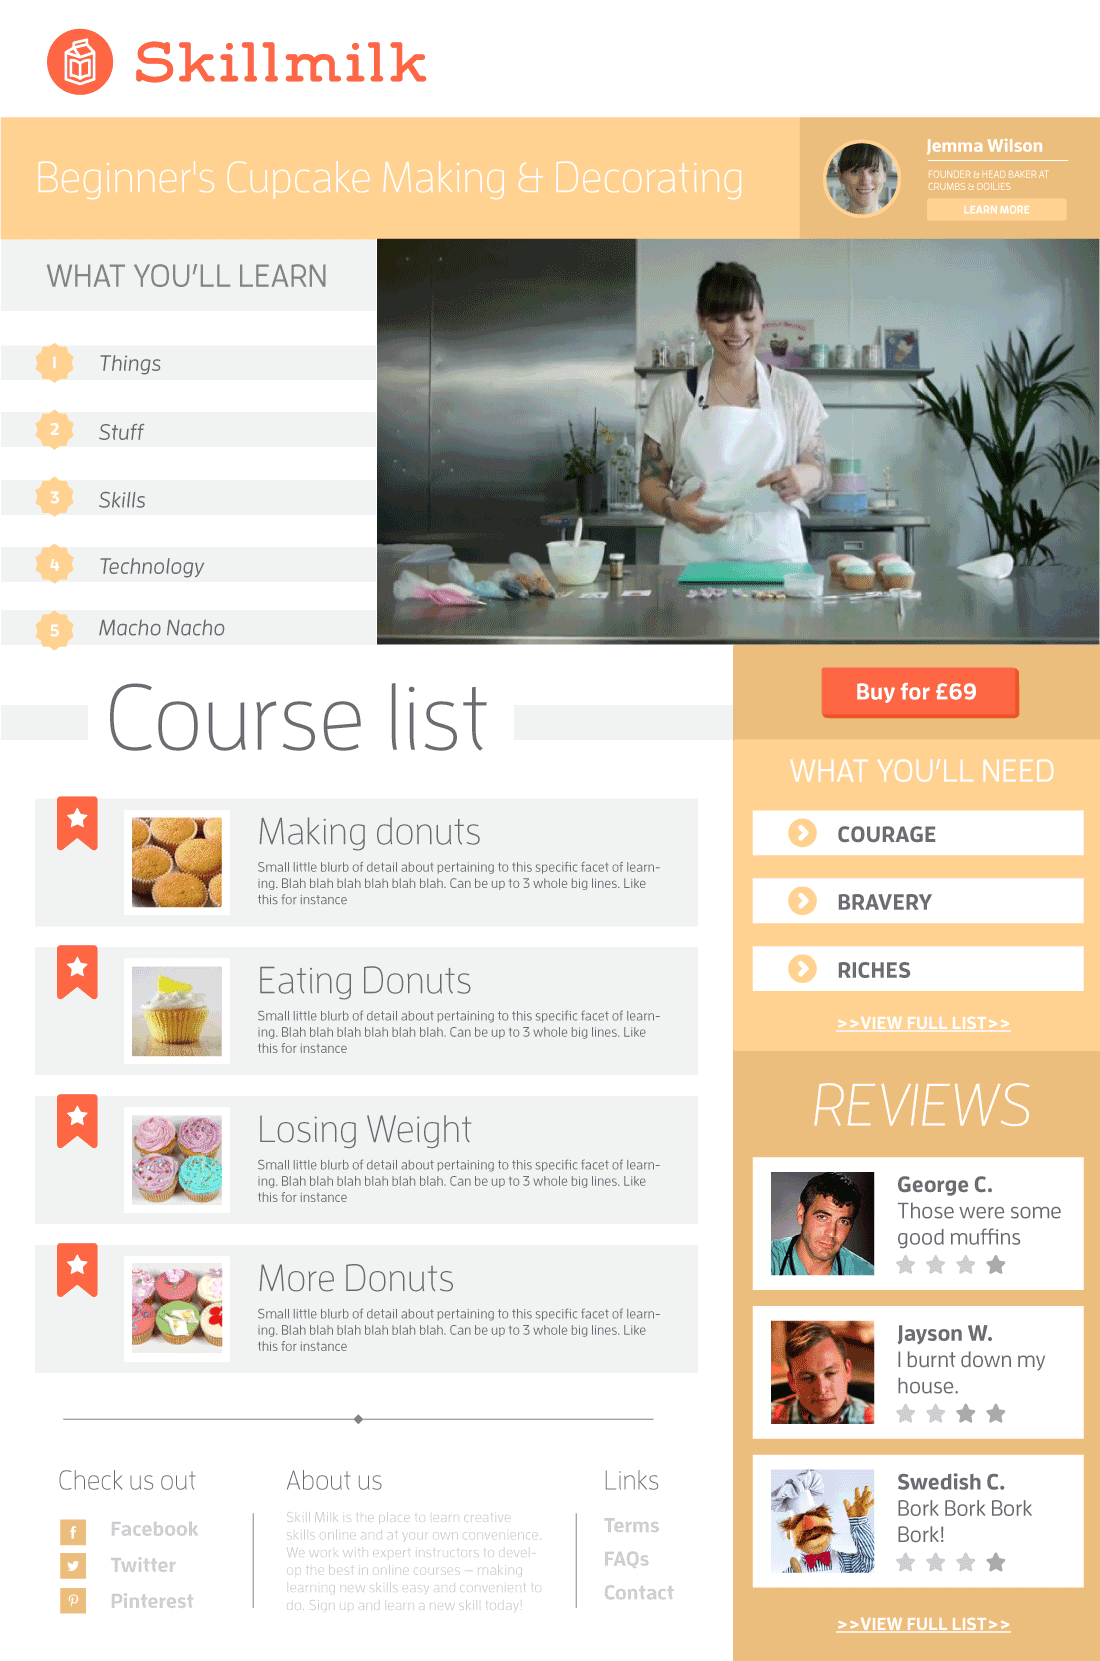 Skillmilk
Beginner's Cupcake Making & Decorating
Jemma Wilson
FOUNDER & HEAD BAKER AT
CRUMBS & DOILIES
LEARN MORE
WHAT YOU'LL LEARN
1 Things
2 Stuff
3 Skills
4 Technology
5 Macho Nacho
Buy for £69
WHAT YOU'LL NEED
COURAGE
BRAVERY
RICHES
>>VIEW FULL LIST>>
Course list
Making donuts
Small little blurb of detail about pertaining to this specific facet of learn-
ing. Blah blah blah blah blah blah. Can be up to 3 whole big lines. Like
this for instance
Eating Donuts
Small little blurb of detail about pertaining to this specific facet of learn-
ing. Blah blah blah blah blah blah. Can be up to 3 whole big lines. Like
this for instance
Losing Weight
Small little blurb of detail about pertaining to this specific facet of learn-
ing. Blah blah blah blah blah blah. Can be up to 3 whole big lines. Like
this for instance
More Donuts
Small little blurb of detail about pertaining to this specific facet of learn-
ing. Blah blah blah blah blah blah. Can be up to 3 whole big lines. Like
this for instance
REVIEWS
George C.
Those were some
good muffins
Jayson W.
I burnt down my
house.
Swedish C.
Bork Bork Bork
Bork!
>>VIEW FULL LIST>>
Check us out
Facebook
Twitter
Pinterest
About us
Skill Milk is the place to learn creative
skills online and at your own convenience.
We work with expert instructors to devel-
op the best in online courses – making
learning new skills easy and convenient to
do. Sign up and learn a new skill today!
Links
Terms
FAQs
Contact